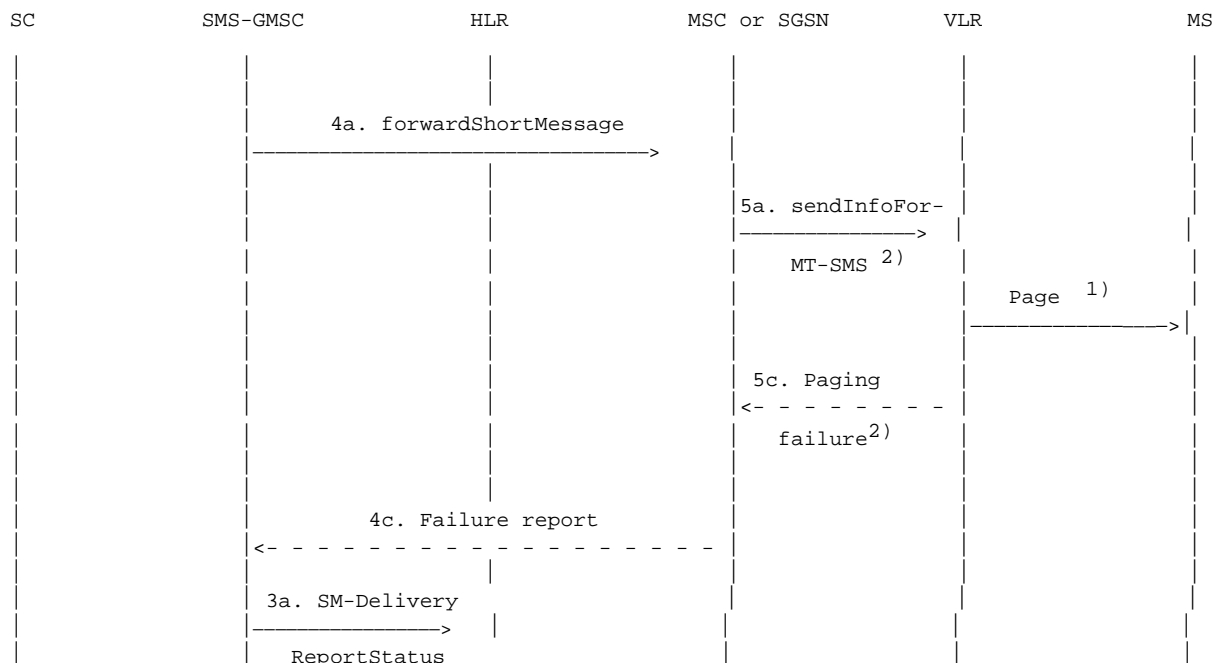 SC SMS-GMSC HLR MSC or SGSN VLR MS
4a. forwardShortMessage
5a. sendInfoFor-
MT-SMS 2)
Page 1)
5c. Paging
failure2)
4c. Failure report
3a. SM-Delivery
ReportStatus